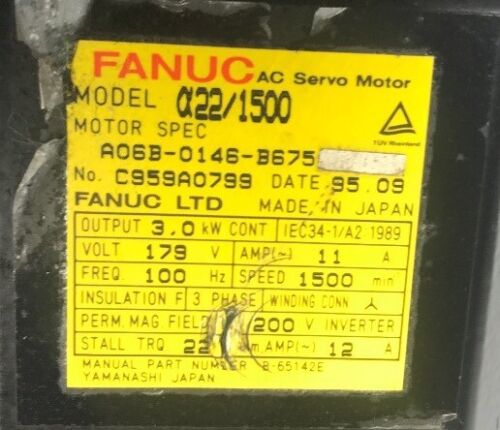 FANUC AC Servo Motor
MODEL α22/1500
MOTOR SPEC
A06B-0146-B675
TÜV Rheinland
No. C959A0799 DATE 95.09
FANUC LTD MADE IN JAPAN
OUTPUT 3.0 kW CONT IEC34-1/A2 1989
VOLT 179 V AMP(~) 11 A
FREQ. 100 Hz SPEED 1500 min
INSULATION F 3 PHASE WINDING CONN
PERM. MAG. FIELD 200 V INVERTER
STALL TRQ 22 AMP(~) 12 A
MANUAL PART NUMBER B-65142E
YAMANASHI JAPAN